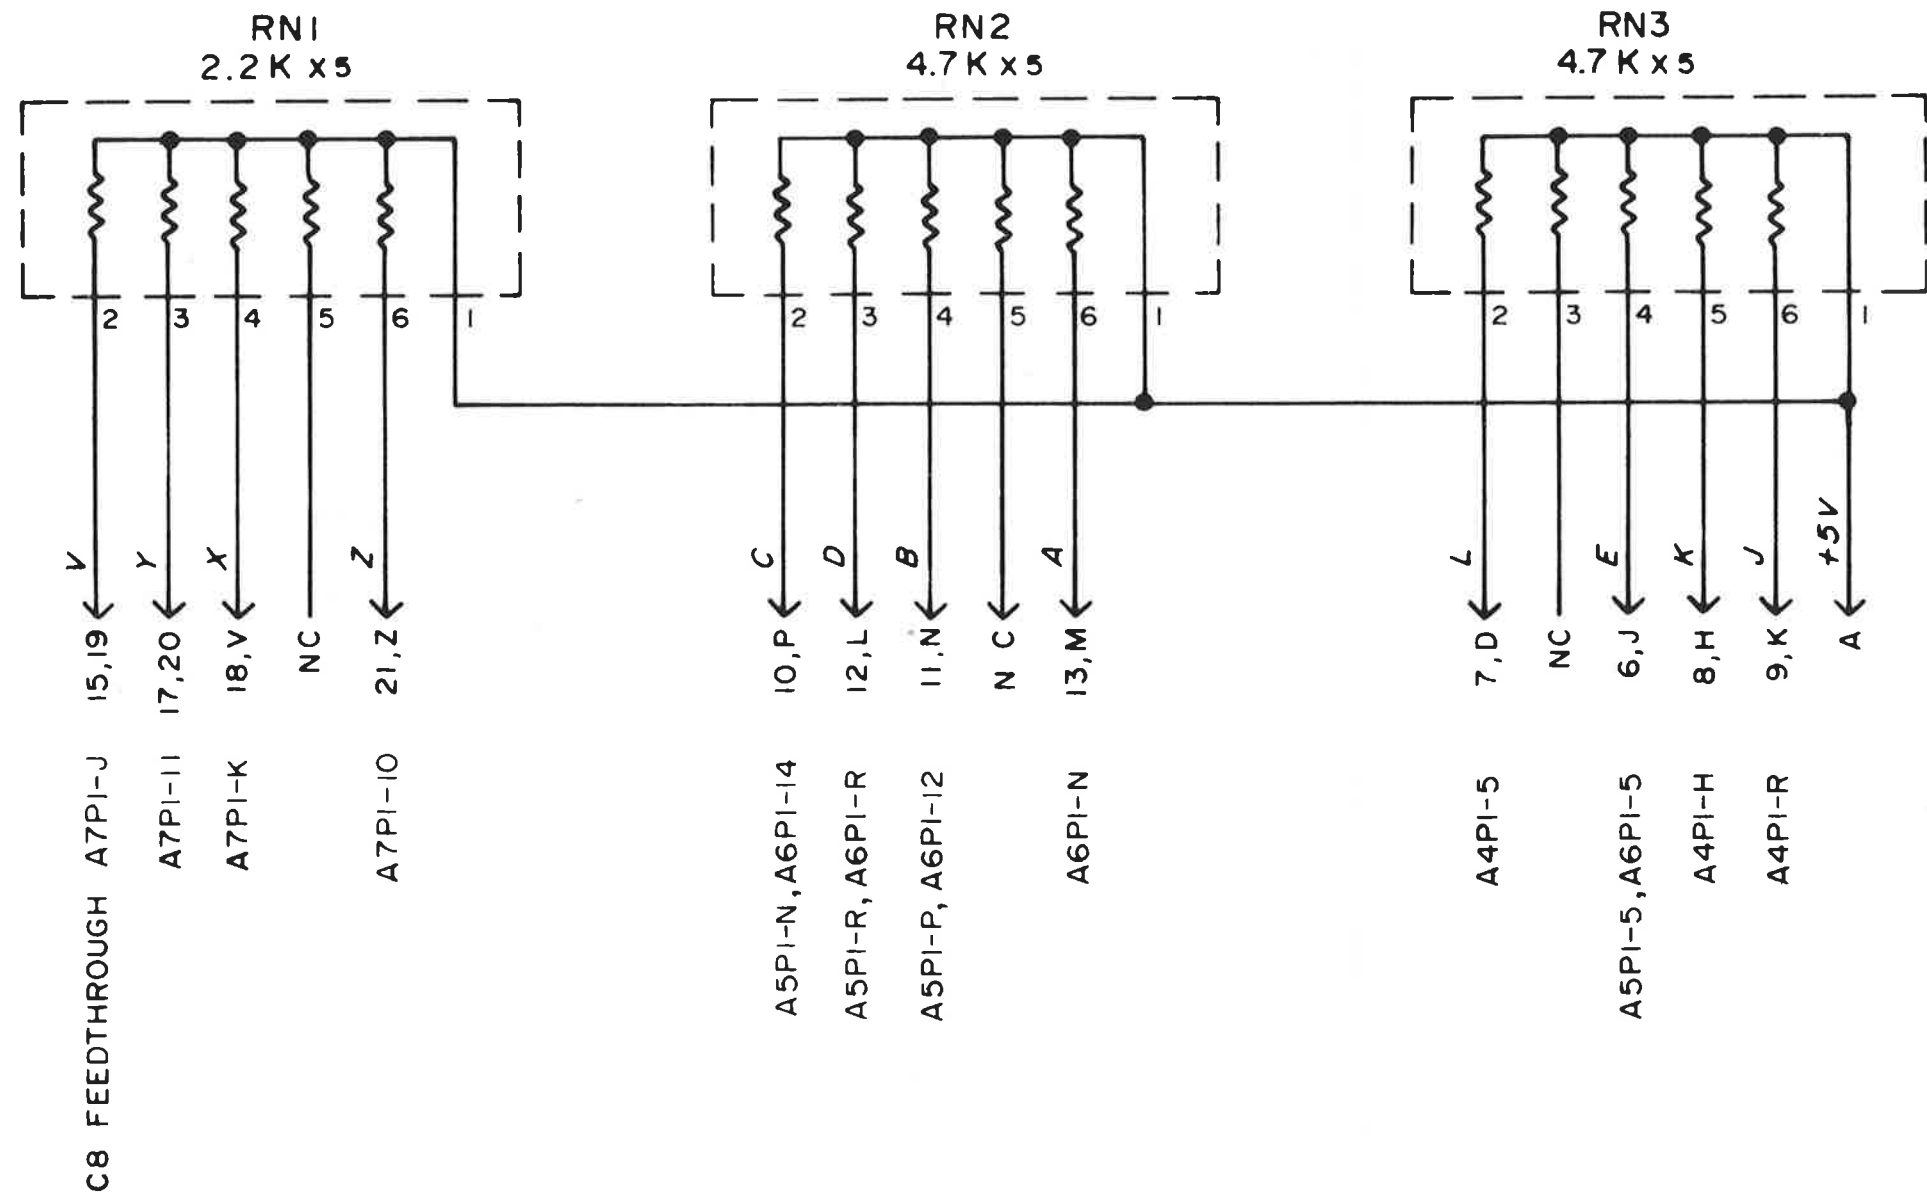 RN1
2.2K x5
RN2
4.7K x5
RN3
4.7K x5
2 3 4 5 6 1
2 3 4 5 6 1
2 3 4 5 6 1
V
Y
X
Z
C
D
B
A
L
E
K
J
+5V
15,19
17,20
18,V
NC
21,Z
10,P
12,L
11,N
N C
13,M
7,D
NC
6,J
8,H
9,K
A
C8 FEEDTHROUGH A7P1-J
A7P1-11
A7P1-K
A7P1-10
A5P1-N,A6P1-14
A5P1-R,A6P1-R
A5P1-P,A6P1-12
A6P1-N
A4P1-5
A5P1-5,A6P1-5
A4P1-H
A4P1-R